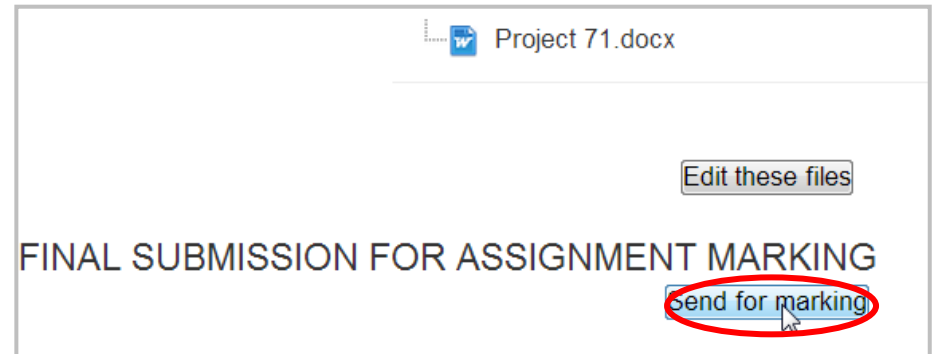 Project 71.docx
Edit these files
FINAL SUBMISSION FOR ASSIGNMENT MARKING
Send for marking